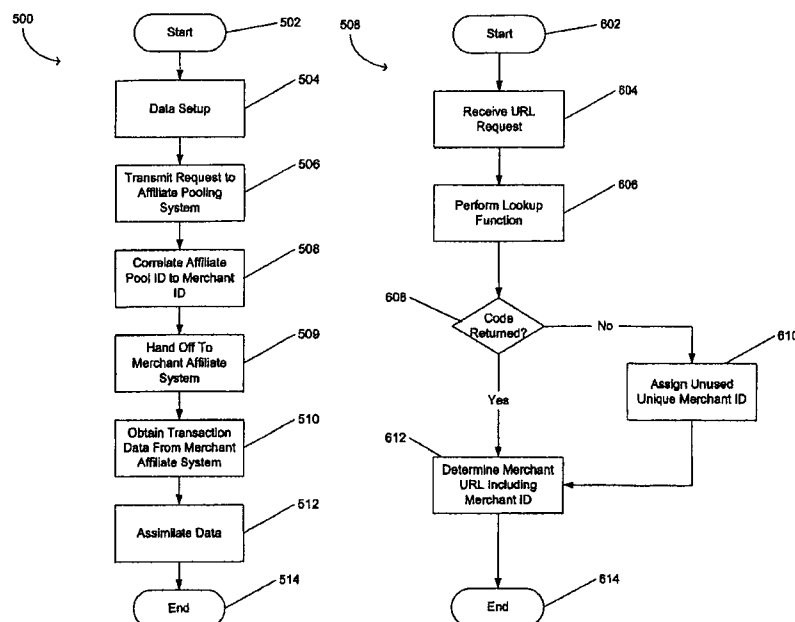 500
Start
502
504
Data Setup
506
Transmit Request to
Affiliate Pooling
System
508
Correlate Affiliate
Pool ID to Merchant
ID
509
Hand Off To
Merchant Affiliate
System
510
Obtain Transaction
Data From Merchant
Affiliate System
512
Assimilate Data
514
End
508
Start
602
604
Receive URL
Request
606
Perform Lookup
Function
608
Code
Returned?
No
610
Assign Unused
Unique Merchant ID
Yes
612
Determine Merchant
URL Including
Merchant ID
614
End